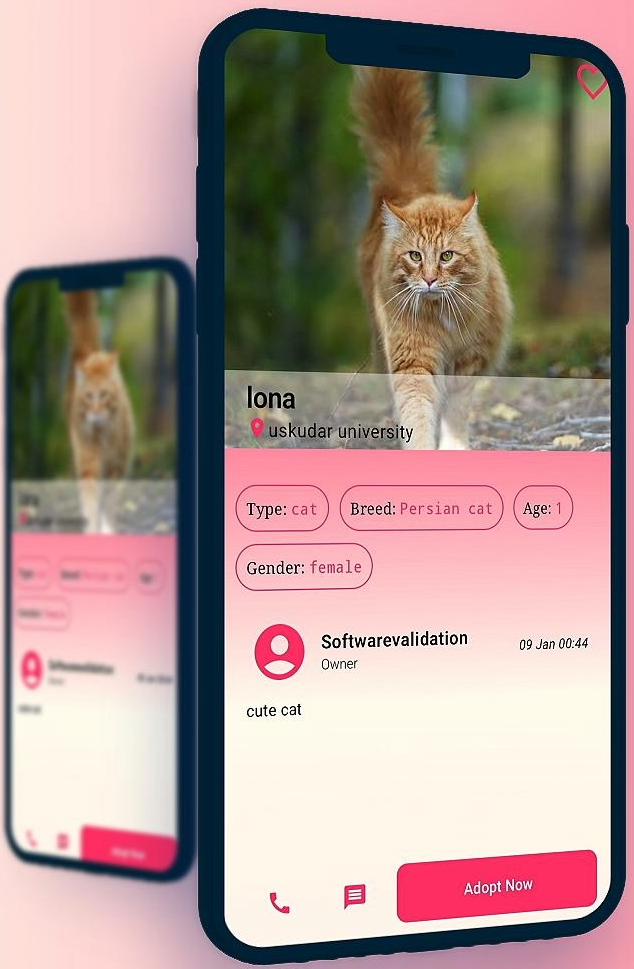 Iona
uskudar university
Type: cat Breed: Persian cat Age: 1
Gender: female
Softwarevalidation 09 Jan 00:44
Owner
cute cat
Adopt Now